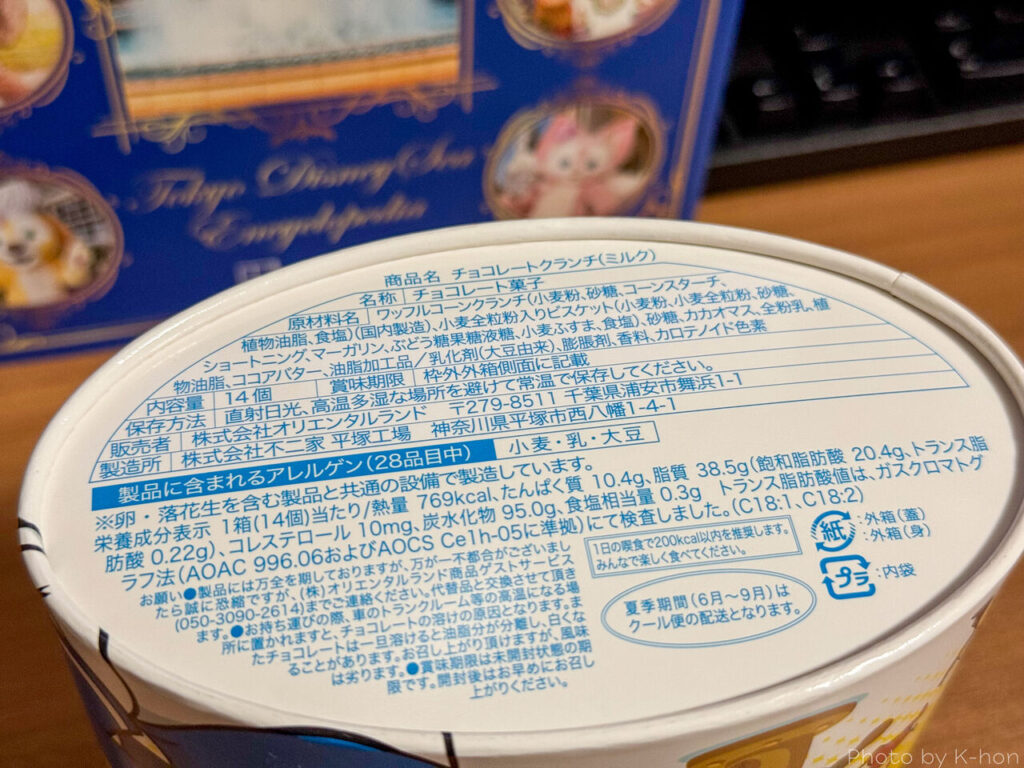 Tokyo DisneySea
Encyclopedia
商品名 チョコレートクランチ(ミルク)
名称 チョコレート菓子
原材料名 ワッフルコーンクランチ(小麦粉、砂糖、コーンスターチ、
植物油脂、食塩)(国内製造)、小麦全粒粉入りビスケット(小麦粉、小麦全粒粉、砂糖、
ショートニング、マーガリン、ぶどう糖果糖液糖、小麦ふすま、食塩)、砂糖、カカオマス、全粉乳、植
物油脂、ココアバター、油脂加工品/乳化剤(大豆由来)、膨脹剤、香料、カロテノイド色素
内容量 14個 賞味期限 枠外外箱側面に記載
保存方法 直射日光、高温多湿な場所を避けて常温で保存してください。
販売者 株式会社オリエンタルランド 〒279-8511 千葉県浦安市舞浜1-1
製造所 株式会社不二家 平塚工場 神奈川県平塚市西八幡1-4-1
製品に含まれるアレルゲン(28品目中) 小麦・乳・大豆
※卵・落花生を含む製品と共通の設備で製造しています。
栄養成分表示 1箱(14個)当たり/熱量 769kcal、たんぱく質 10.4g、脂質 38.5g(飽和脂肪酸 20.4g、トランス脂
肪酸 0.22g)、コレステロール 10mg、炭水化物 95.0g、食塩相当量 0.3g トランス脂肪酸値は、ガスクロマトグ
ラフ法(AOAC 996.06およびAOCS Ce1h-05に準拠)にて検査しました。(C18:1、C18:2)
お願い●製品には万全を期しておりますが、万が一不都合がございまし
たら誠に恐縮ですが、(株)オリエンタルランド商品ゲストサービス
(050-3090-2614)までご連絡ください。代替品と交換させて頂き
ます。●お持ち運びの際、車のトランクルーム等の高温になる場
所に置かれますと、チョコレートの溶けの原因となります。ま
たチョコレートは一旦溶けると油脂分が分離し、白くな
ることがあります。お召し上がり頂けますが、風味
は劣ります。●賞味期限は未開封状態の期
限です。開封後はお早めにお召し
上がりください。
1日の喫食で200kcal以内を推奨します。
みんなで楽しく食べてください。
夏季期間(6月〜9月)は
クール便の配送となります。
紙
:外箱(蓋)
:外箱(身)
プラ
:内袋
Photo by K-hon